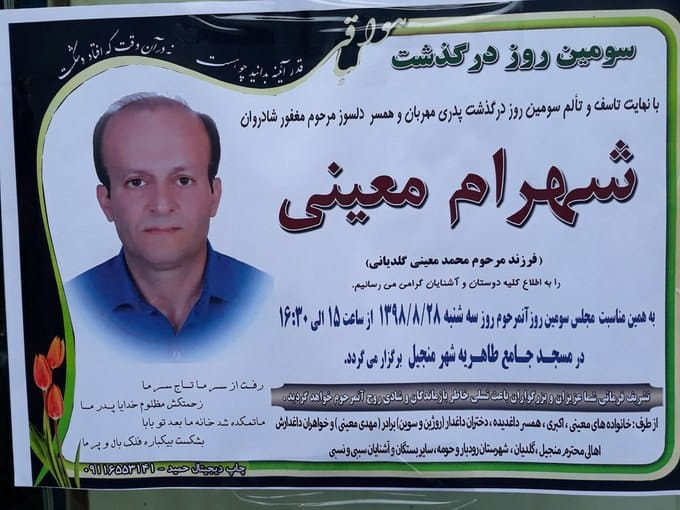 هوالباقی
قدر آئینه بدانید چو هست
نه در آن وقت که افتاد و شکست
سومین روز درگذشت
با نهایت تاسف و تألم سومین روز درگذشت پدری مهربان و همسر دلسوز مرحوم مغفور شادروان
شهرام معینی
(فرزند مرحوم محمد معینی گلدیانی)
را به اطلاع کلیه دوستان و آشنایان گرامی می رسانیم.
به همین مناسبت مجلس سومین روز آنمرحوم روز سه شنبه ۱۳۹۸/۸/۲۸ از ساعت ۱۵ الی ۱۶:۳۰
در مسجد جامع طاهریه شهر منجیل برگزار می گردد.
تشریف فرمائی شما عزیزان و بزرگواران باعث تسلی خاطر بازماندگان و شادی روح آنمرحوم خواهد گردید.
از طرف: خانواده های معینی، اکبری، همسر داغدیده، دختران داغدار (روژین و سوین) برادر (مهدی معینی) و خواهران داغدارش
اهالی محترم منجیل، گلدیان، شهرستان رودبار و حومه، سایر بستگان و آشنایان سببی و نسبی
رفت از سر ما تاج سر ما
زحمتکش مظلوم خدایا پدر ما
ماتمکده شد خانه ما بعد تو بابا
بشکست بیکباره فلک بال و پر ما
چاپ دیجیتال حمید - ۰۹۱۱۶۵۵۳۱۴۱